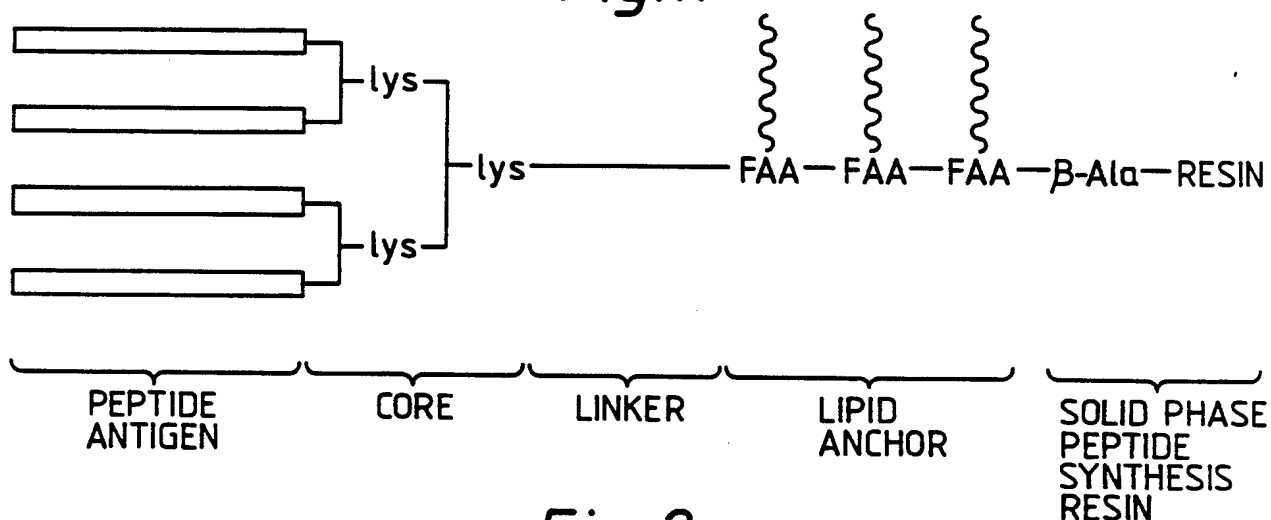 lys
lys
lys
FAA — FAA — FAA — β-Ala — RESIN
PEPTIDE
ANTIGEN
CORE
LINKER
LIPID
ANCHOR
SOLID PHASE
PEPTIDE
SYNTHESIS
RESIN